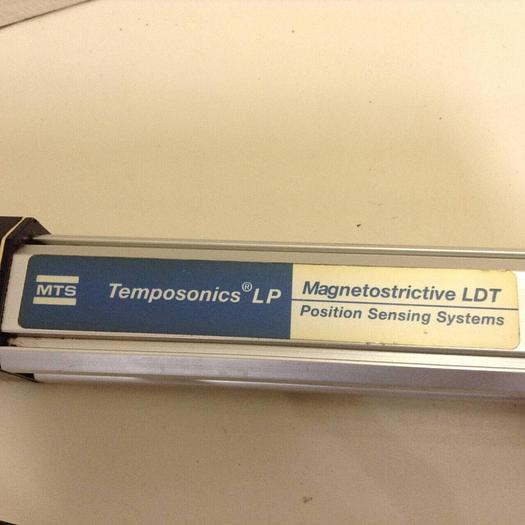 MTS
Temposonics® LP
Magnetostrictive LDT
Position Sensing Systems